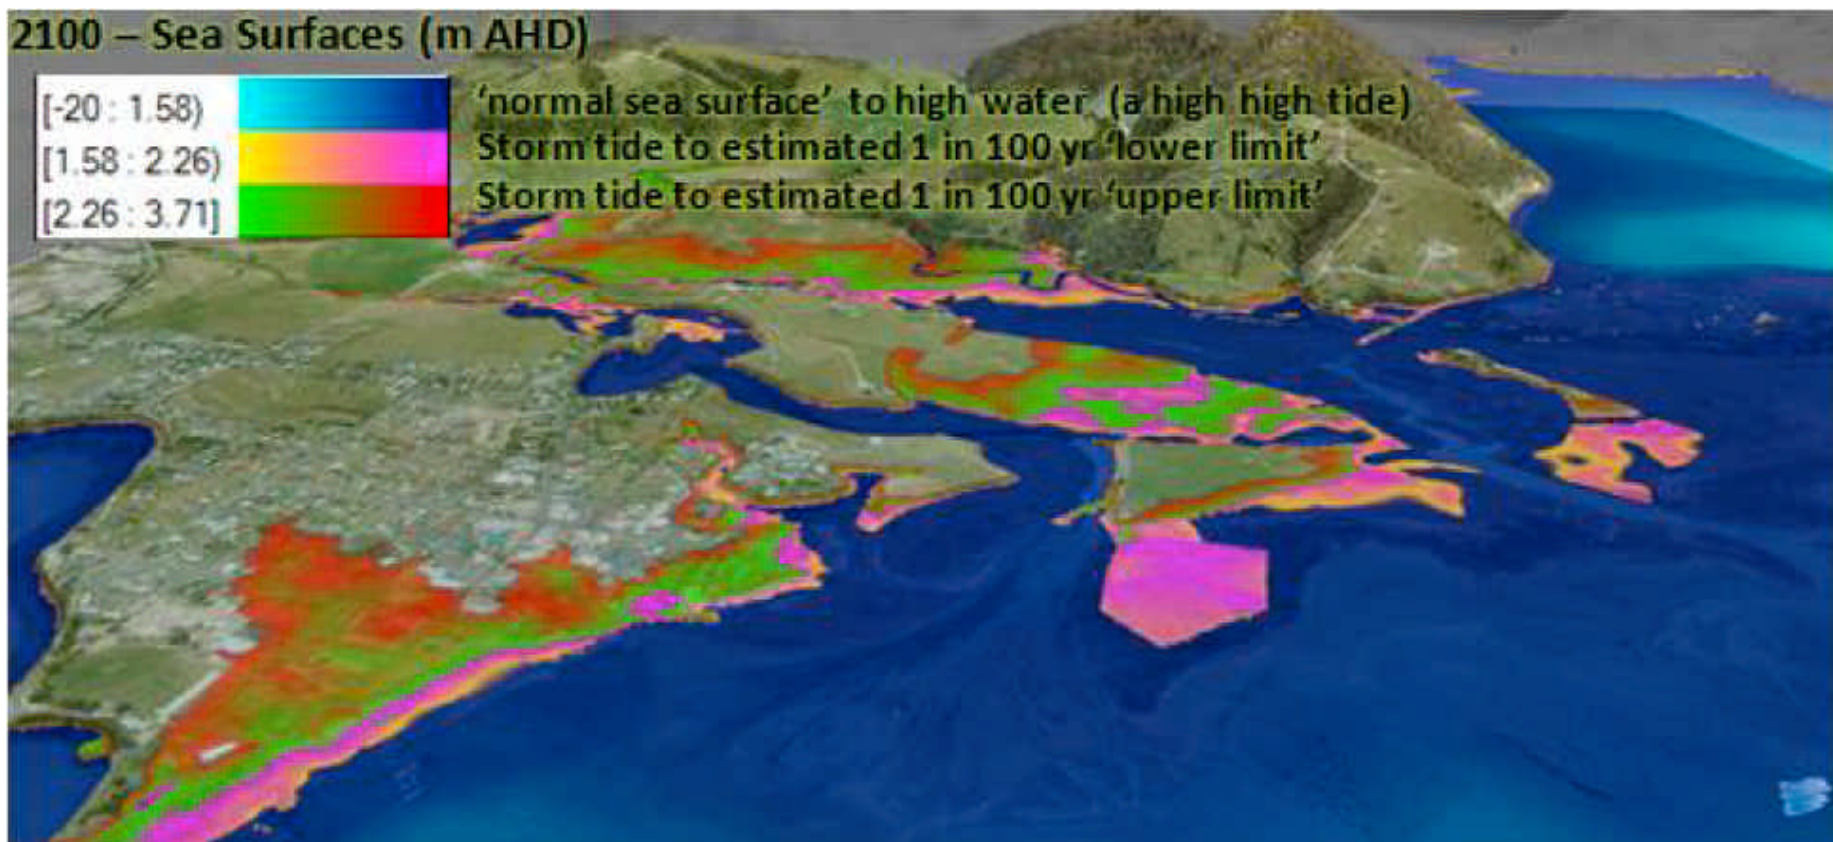 2100 – Sea Surfaces (m AHD)
[-20 : 1.58) 'normal sea surface' to high water (a high high tide)
[1.58 : 2.26) Storm tide to estimated 1 in 100 yr 'lower limit'
[2.26 : 3.71] Storm tide to estimated 1 in 100 yr 'upper limit'